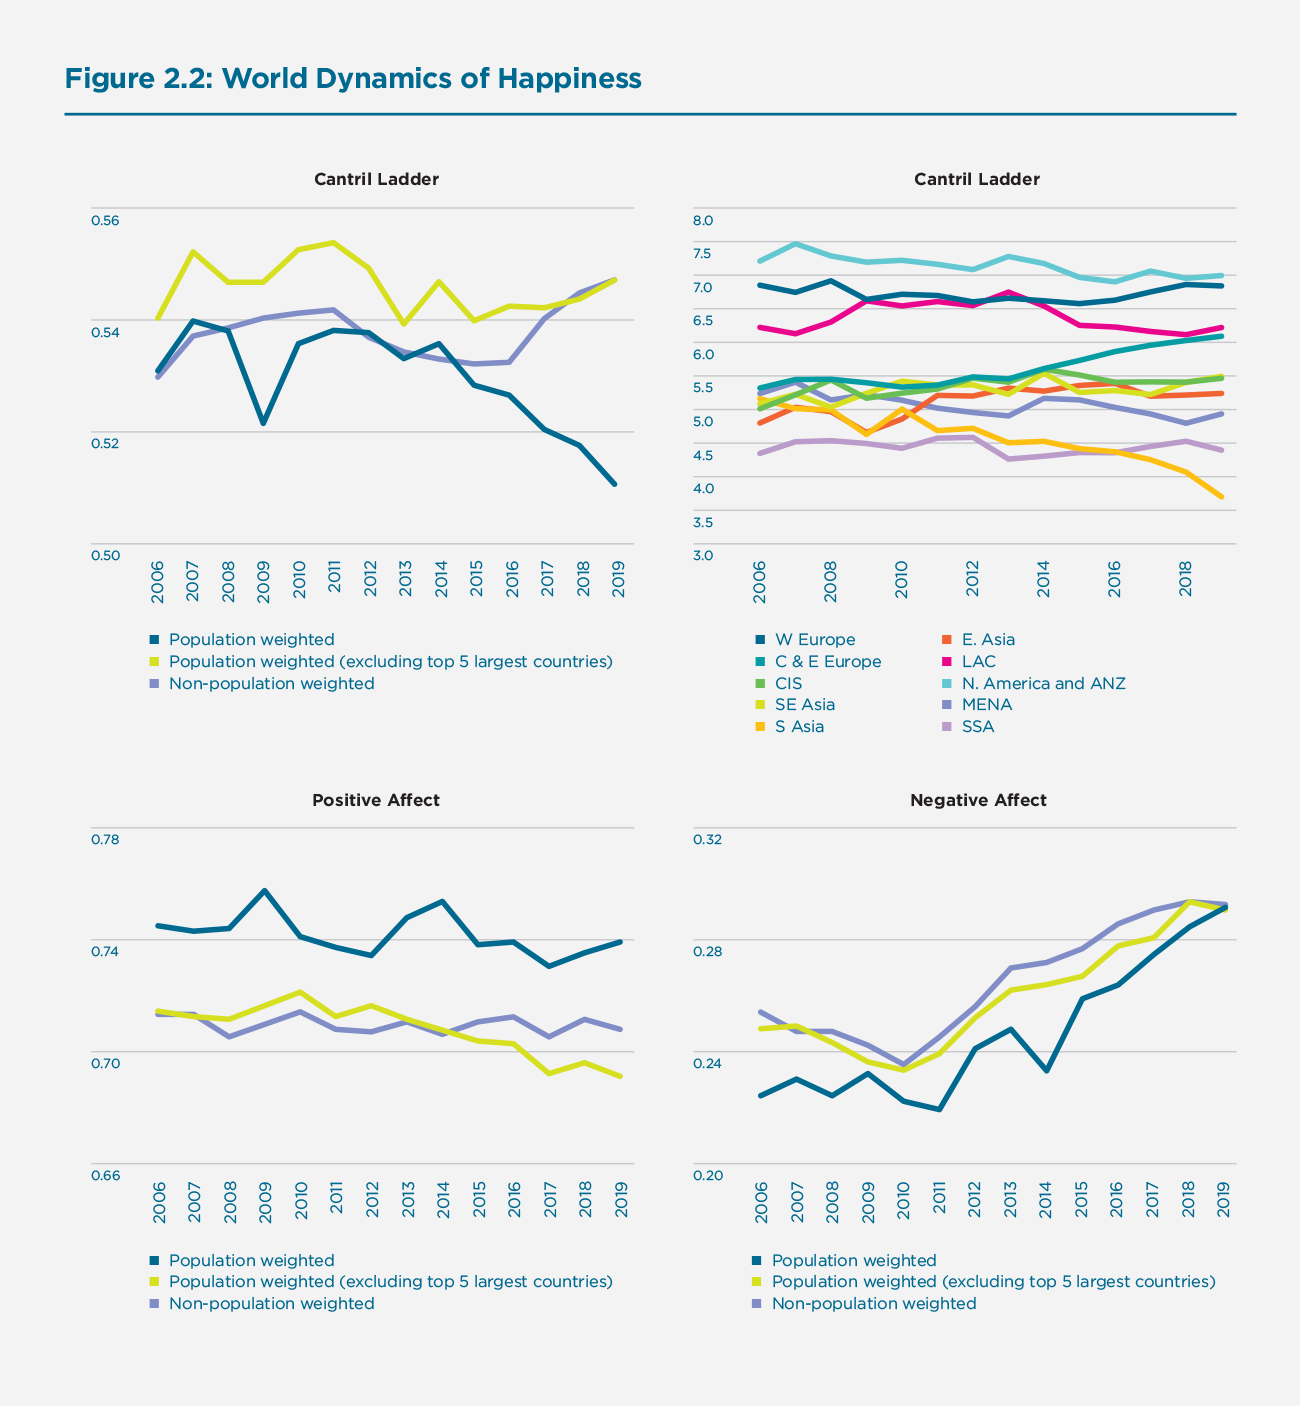 Figure 2.2: World Dynamics of Happiness
Cantril Ladder
0.56
0.54
0.52
0.50
2006 2007 2008 2009 2010 2011 2012 2013 2014 2015 2016 2017 2018 2019
Population weighted
Population weighted (excluding top 5 largest countries)
Non-population weighted
Cantril Ladder
8.0
7.5
7.0
6.5
6.0
5.5
5.0
4.5
4.0
3.5
3.0
2006 2008 2010 2012 2014 2016 2018
W Europe
C & E Europe
CIS
SE Asia
S Asia
E. Asia
LAC
N. America and ANZ
MENA
SSA
Positive Affect
0.78
0.74
0.70
0.66
2006 2007 2008 2009 2010 2011 2012 2013 2014 2015 2016 2017 2018 2019
Population weighted
Population weighted (excluding top 5 largest countries)
Non-population weighted
Negative Affect
0.32
0.28
0.24
0.20
2006 2007 2008 2009 2010 2011 2012 2013 2014 2015 2016 2017 2018 2019
Population weighted
Population weighted (excluding top 5 largest countries)
Non-population weighted